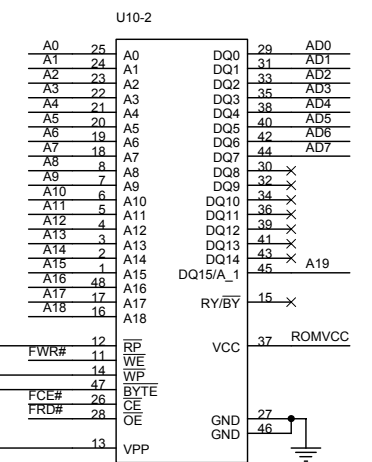 U10-2
A0 25 A0 DQ0 29 AD0
A1 24 A1 DQ1 31 AD1
A2 23 A2 DQ2 33 AD2
A3 22 A3 DQ3 35 AD3
A4 21 A4 DQ4 38 AD4
A5 20 A5 DQ5 40 AD5
A6 19 A6 DQ6 42 AD6
A7 18 A7 DQ7 44 AD7
A8 8 A8 DQ8 30
A9 7 A9 DQ9 32
A10 6 A10 DQ10 34
A11 5 A11 DQ11 36
A12 4 A12 DQ12 39
A13 3 A13 DQ13 41
A14 2 A14 DQ14 43
A15 1 A15 DQ15/A_1 45 A19
A16 48 A16
A17 17 A17 RY/BY 15
A18 16 A18
12 RP VCC 37 ROMVCC
FWR# 11 WE
14 WP
47 BYTE
FCE# 26 CE
FRD# 28 OE GND 27
GND 46
13 VPP